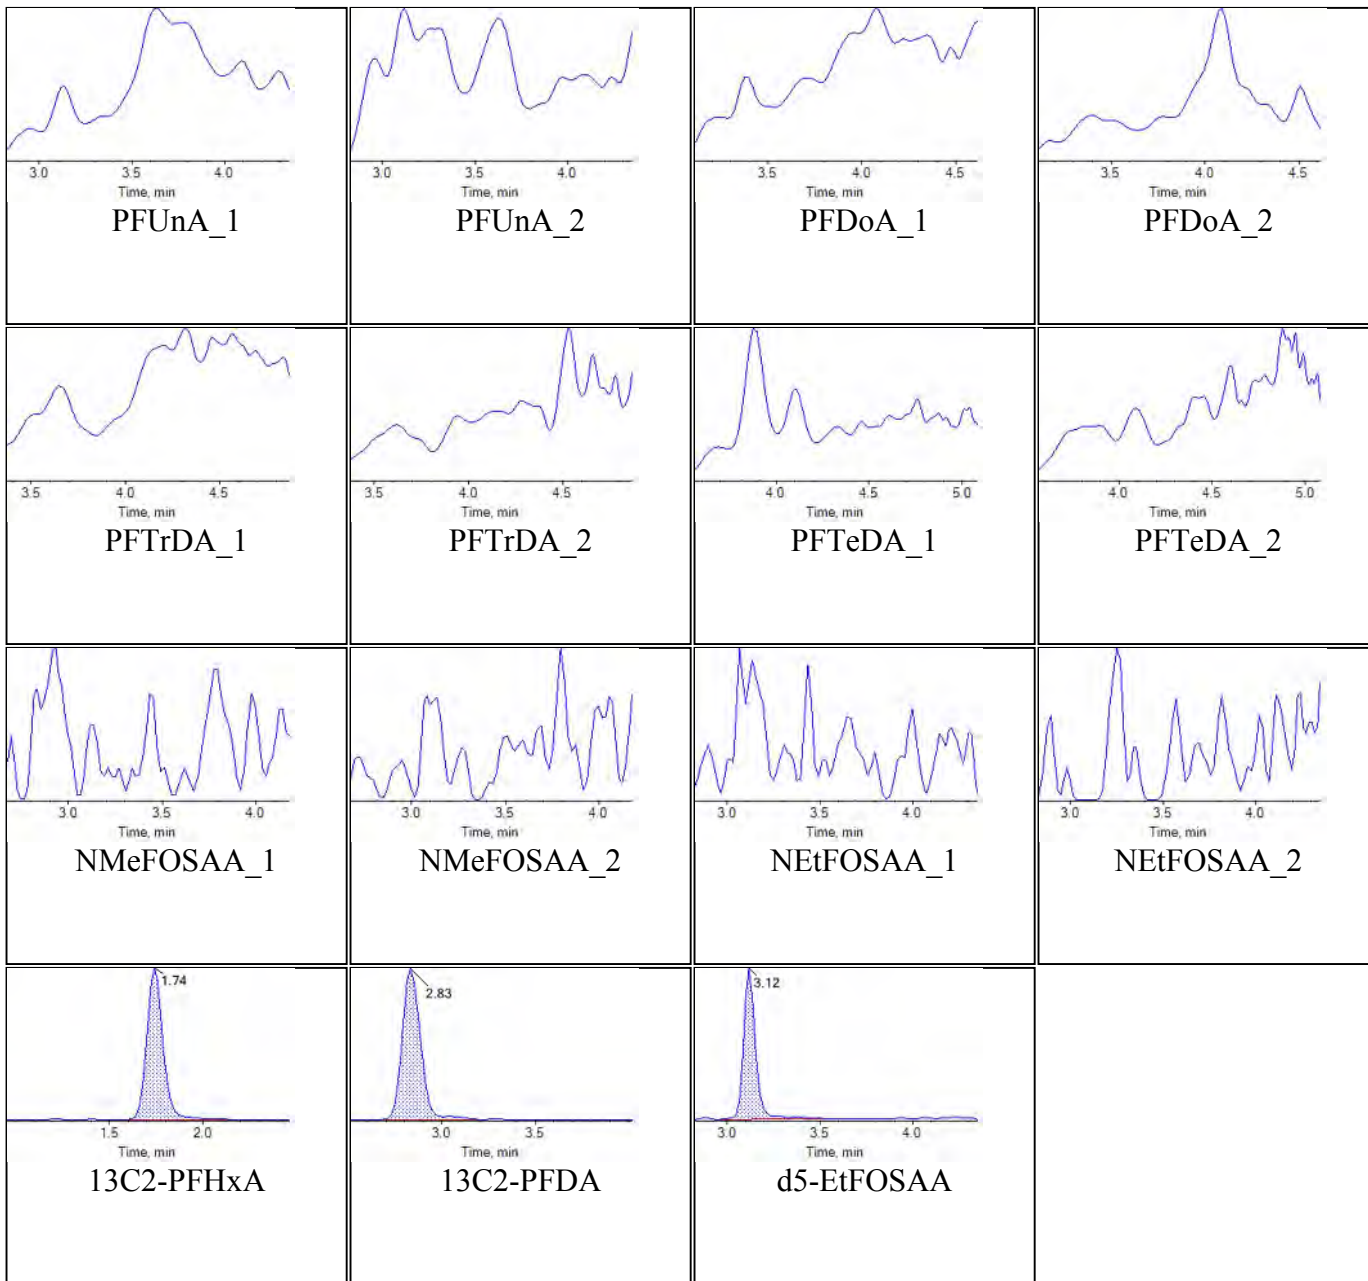 3.0 3.5 4.0
Time, min
PFUnA_1
3.0 3.5 4.0
Time, min
PFUnA_2
3.5 4.0 4.5
Time, min
PFDoA_1
3.5 4.0 4.5
Time, min
PFDoA_2
3.5 4.0 4.5
Time, min
PFTrDA_1
3.5 4.0 4.5
Time, min
PFTrDA_2
4.0 4.5 5.0
Time, min
PFTeDA_1
4.0 4.5 5.0
Time, min
PFTeDA_2
3.0 3.5 4.0
Time, min
NMeFOSAA_1
3.0 3.5 4.0
Time, min
NMeFOSAA_2
3.0 3.5 4.0
Time, min
NEtFOSAA_1
3.0 3.5 4.0
Time, min
NEtFOSAA_2
1.74
1.5 2.0
Time, min
13C2-PFHxA
2.83
3.0 3.5
Time, min
13C2-PFDA
3.12
3.0 3.5 4.0
Time, min
d5-EtFOSAA